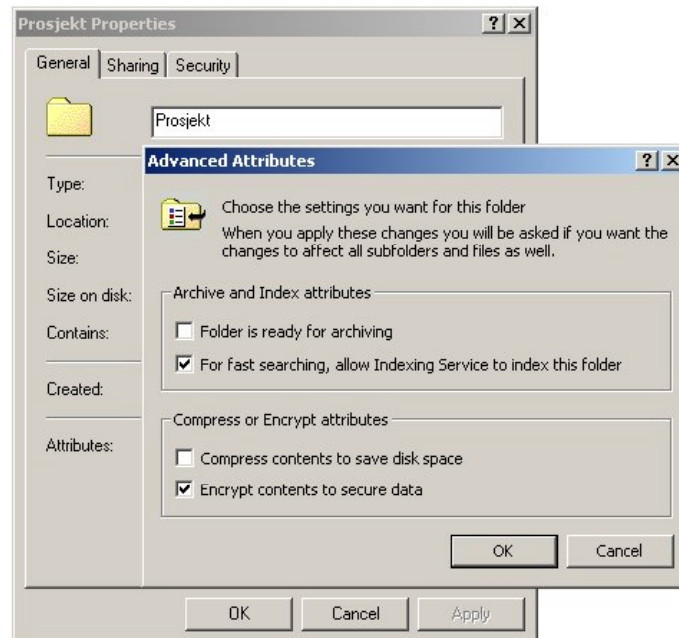 Prosjekt Properties
General Sharing Security
Prosjekt
Advanced Attributes
Type:
Location:
Size:
Size on disk:
Contains:
Created:
Attributes:
Choose the settings you want for this folder
When you apply these changes you will be asked if you want the
changes to affect all subfolders and files as well.
Archive and Index attributes
Folder is ready for archiving
For fast searching, allow Indexing Service to index this folder
Compress or Encrypt attributes
Compress contents to save disk space
Encrypt contents to secure data
OK Cancel
OK Cancel Apply